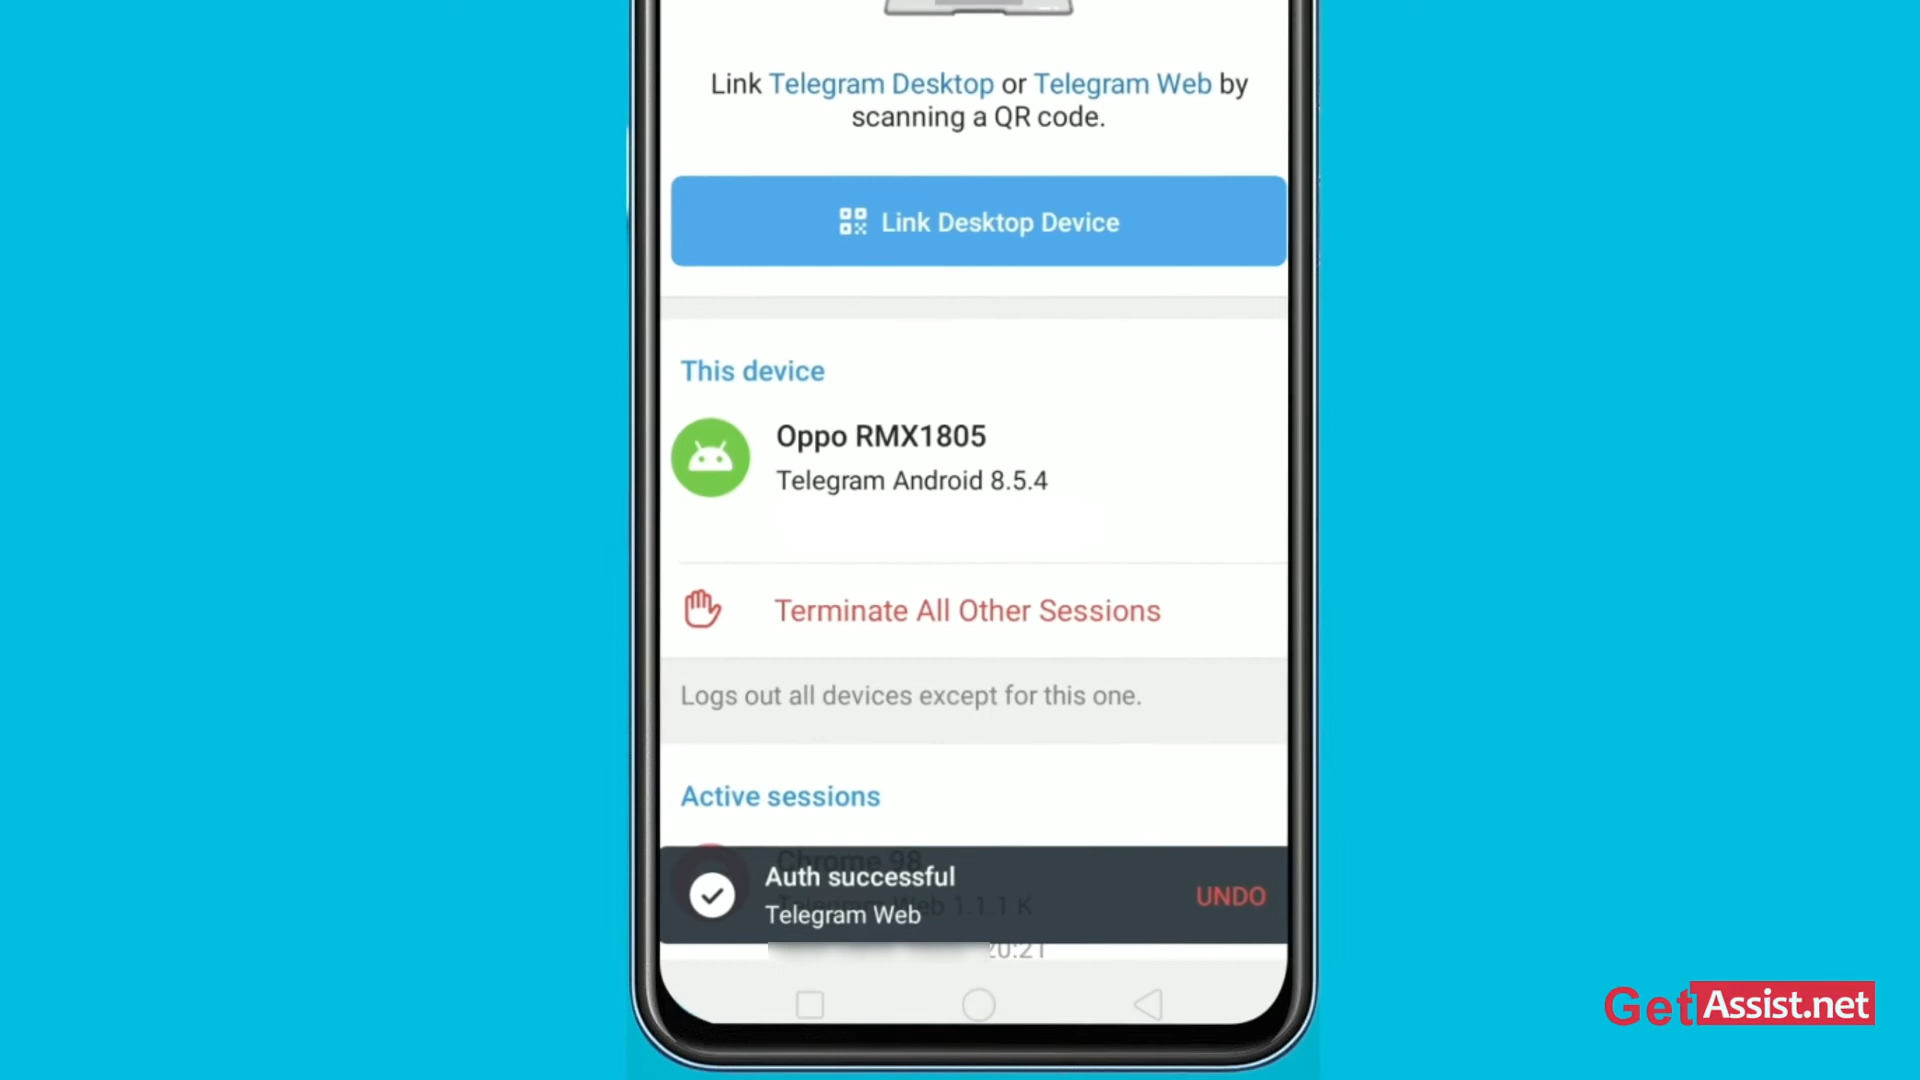 Link Telegram Desktop or Telegram Web by
scanning a QR code.
Link Desktop Device
This device
Oppo RMX1805
Telegram Android 8.5.4
Terminate All Other Sessions
Logs out all devices except for this one.
Active sessions
Chrome 98
Auth successful
UNDO
Telegram Web 1.1.1 K
Telegram Web
20:21
GetAssist.net